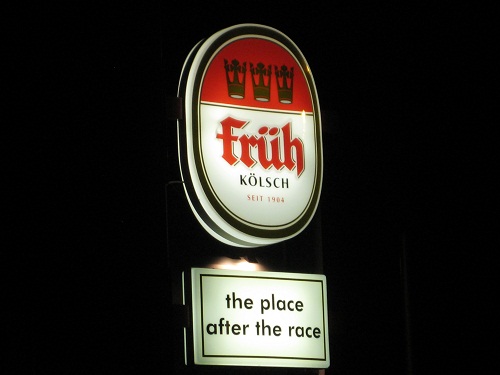 Früh
KÖLSCH
SEIT 1904
the place
after the race